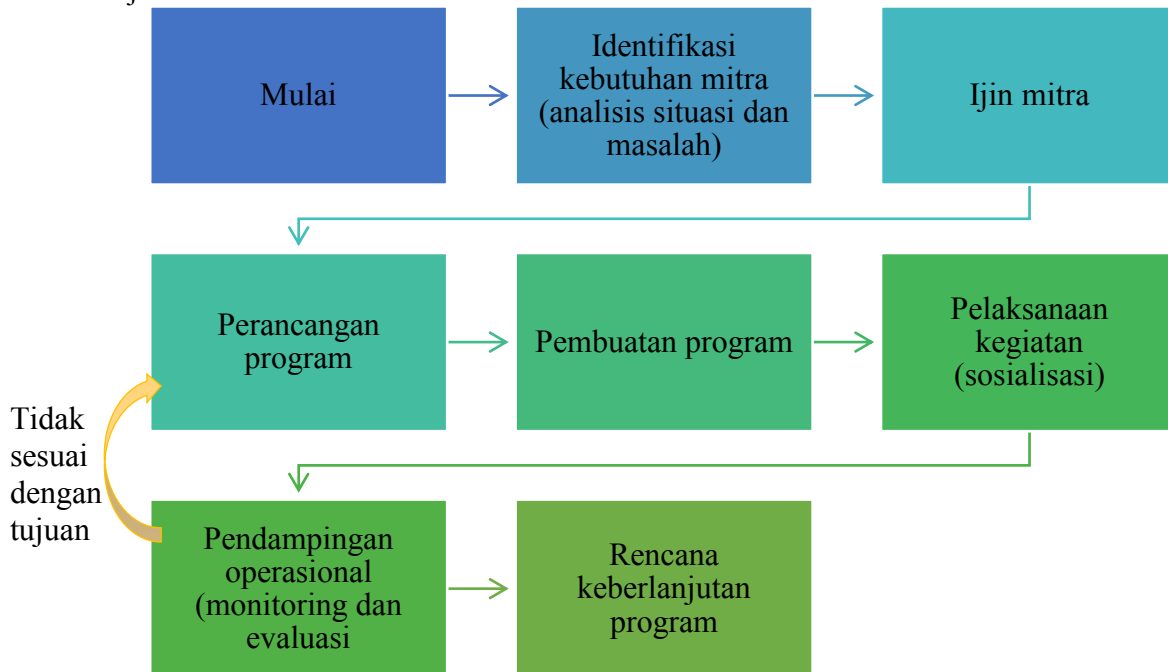 Mulai
Identifikasi
kebutuhan mitra
(analisis situasi dan
masalah)
Ijin mitra
Perancangan
program
Pembuatan program
Pelaksanaan
kegiatan
(sosialisasi)
Tidak
sesuai
dengan
tujuan
Pendampingan
operasional
(monitoring dan
evaluasi
Rencana
keberlanjutan
program